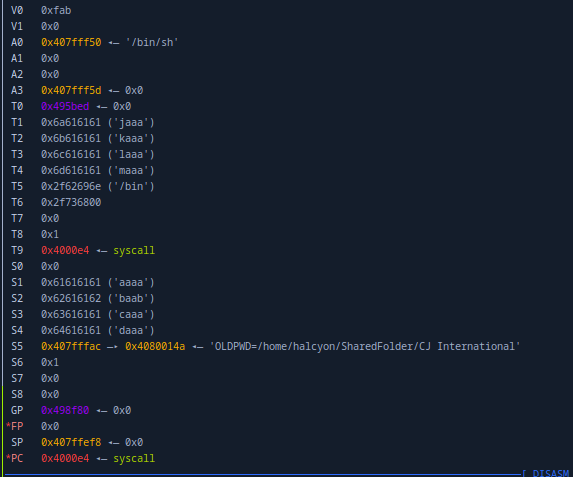 V0 0xfab
V1 0x0
A0 0x407fff50 ◂— '/bin/sh'
A1 0x0
A2 0x0
A3 0x407fff5d ◂— 0x0
T0 0x495bed ◂— 0x0
T1 0x6a616161 ('jaaa')
T2 0x6b616161 ('kaaa')
T3 0x6c616161 ('laaa')
T4 0x6d616161 ('maaa')
T5 0x2f62696e ('/bin')
T6 0x2f736800
T7 0x0
T8 0x1
T9 0x4000e4 ◂— syscall
S0 0x0
S1 0x61616161 ('aaaa')
S2 0x62616162 ('baab')
S3 0x63616161 ('caaa')
S4 0x64616161 ('daaa')
S5 0x407fffac —▸ 0x4080014a ◂— 'OLDPWD=/home/halcyon/SharedFolder/CJ International'
S6 0x1
S7 0x0
S8 0x0
GP 0x498f80 ◂— 0x0
*FP 0x0
SP 0x407ffef8 ◂— 0x0
*PC 0x4000e4 ◂— syscall
[ DISASM